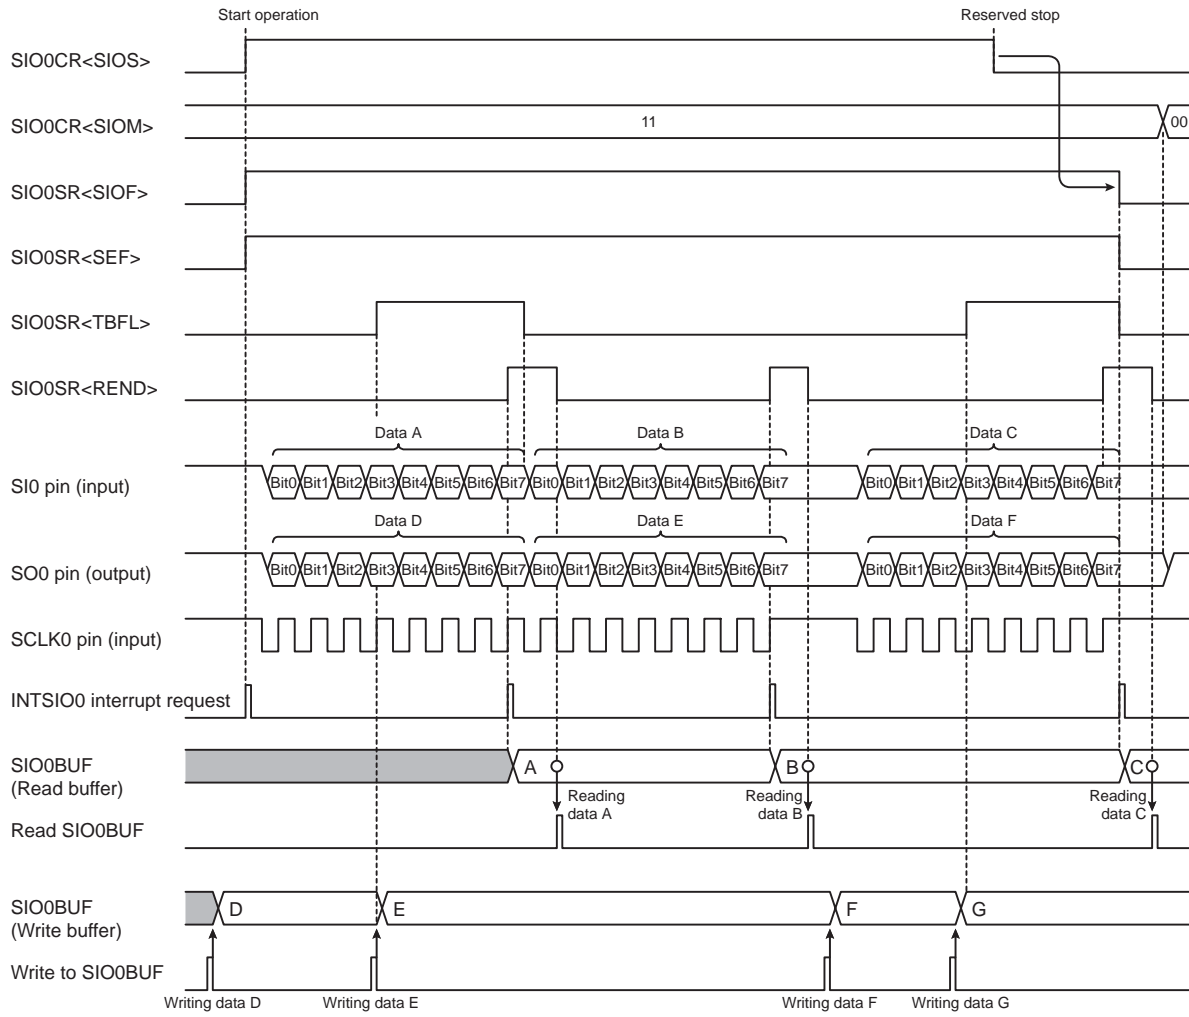 Start operation
Reserved stop
SIO0CR<SIOS>
SIO0CR<SIOM>
11
00
SIO0SR<SIOF>
SIO0SR<SEF>
SIO0SR<TBFL>
SIO0SR<REND>
Data A
Data B
Data C
SI0 pin (input)
Bit0 Bit1 Bit2 Bit3 Bit4 Bit5 Bit6 Bit7 Bit0 Bit1 Bit2 Bit3 Bit4 Bit5 Bit6 Bit7
Bit0 Bit1 Bit2 Bit3 Bit4 Bit5 Bit6 Bit7
Data D
Data E
Data F
SO0 pin (output)
Bit0 Bit1 Bit2 Bit3 Bit4 Bit5 Bit6 Bit7 Bit0 Bit1 Bit2 Bit3 Bit4 Bit5 Bit6 Bit7
Bit0 Bit1 Bit2 Bit3 Bit4 Bit5 Bit6 Bit7
SCLK0 pin (input)
INTSIO0 interrupt request
SIO0BUF
(Read buffer)
A
B
C
Reading
data A
Reading
data B
Reading
data C
Read SIO0BUF
SIO0BUF
(Write buffer)
D
E
F
G
Write to SIO0BUF
Writing data D
Writing data E
Writing data F
Writing data G